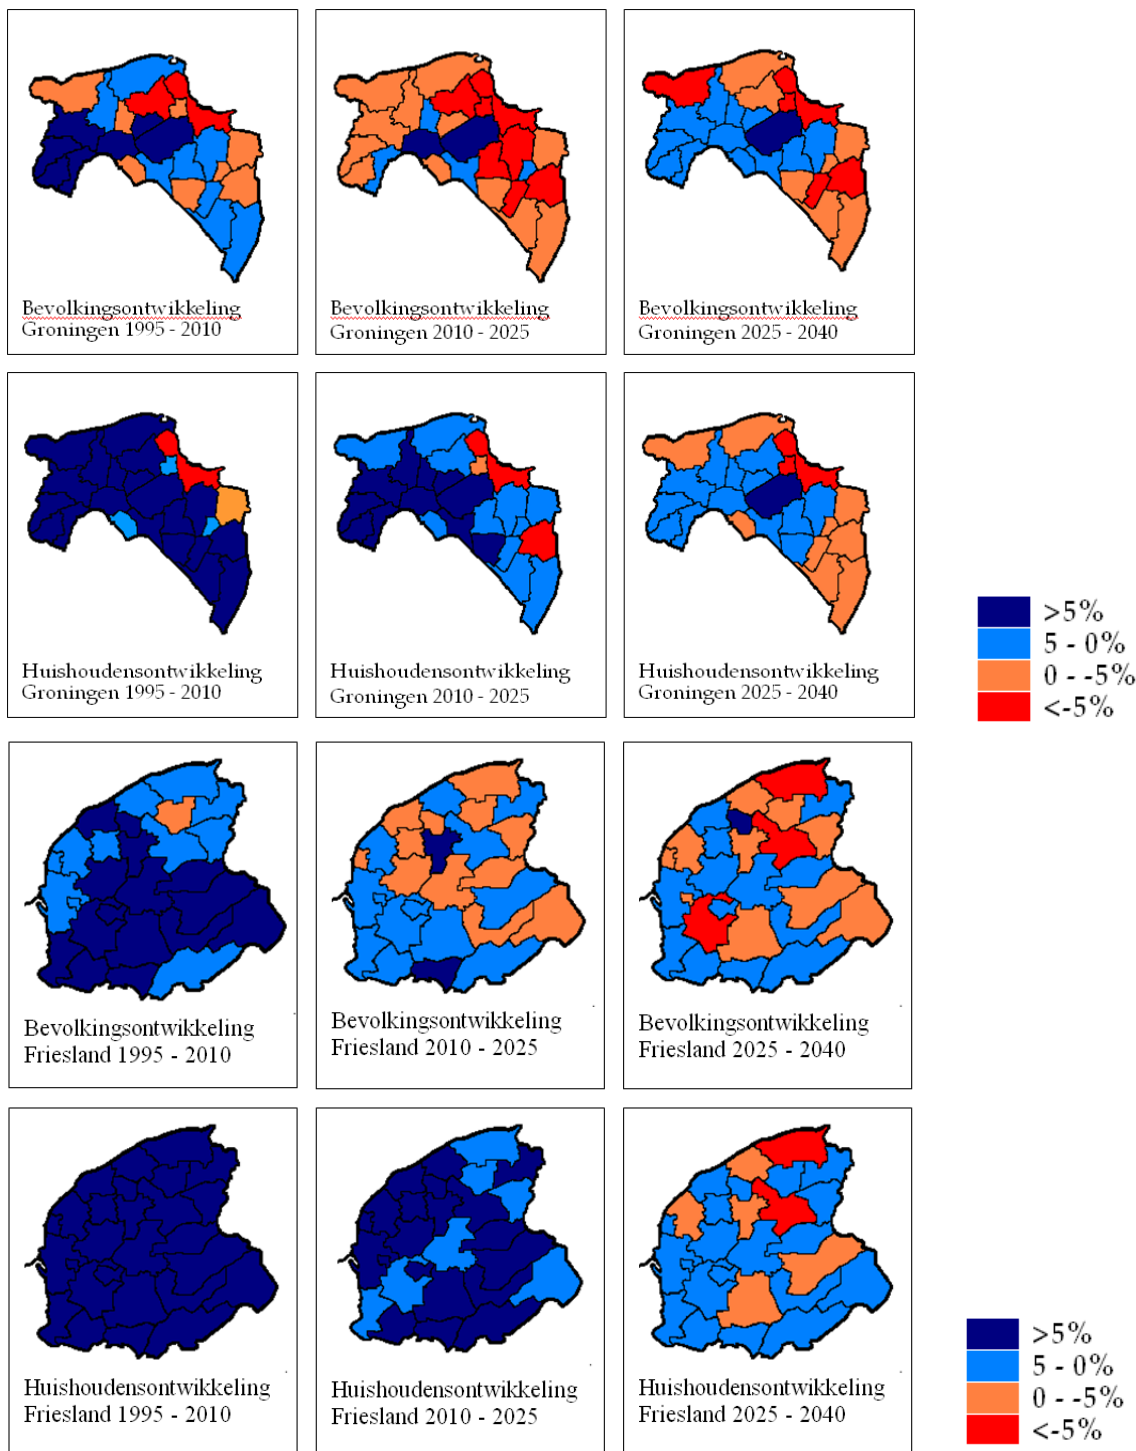 Bevolkingsontwikkeling
Groningen 1995 - 2010
Bevolkingsontwikkeling
Groningen 2010 - 2025
Bevolkingsontwikkeling
Groningen 2025 - 2040
Huishoudensontwikkeling
Groningen 1995 - 2010
Huishoudensontwikkeling
Groningen 2010 - 2025
Huishoudensontwikkeling
Groningen 2025 - 2040
>5%
5 - 0%
0 - -5%
<-5%
Bevolkingsontwikkeling
Friesland 1995 - 2010
Bevolkingsontwikkeling
Friesland 2010 - 2025
Bevolkingsontwikkeling
Friesland 2025 - 2040
Huishoudensontwikkeling
Friesland 1995 - 2010
Huishoudensontwikkeling
Friesland 2010 - 2025
Huishoudensontwikkeling
Friesland 2025 - 2040
>5%
5 - 0%
0 - -5%
<-5%